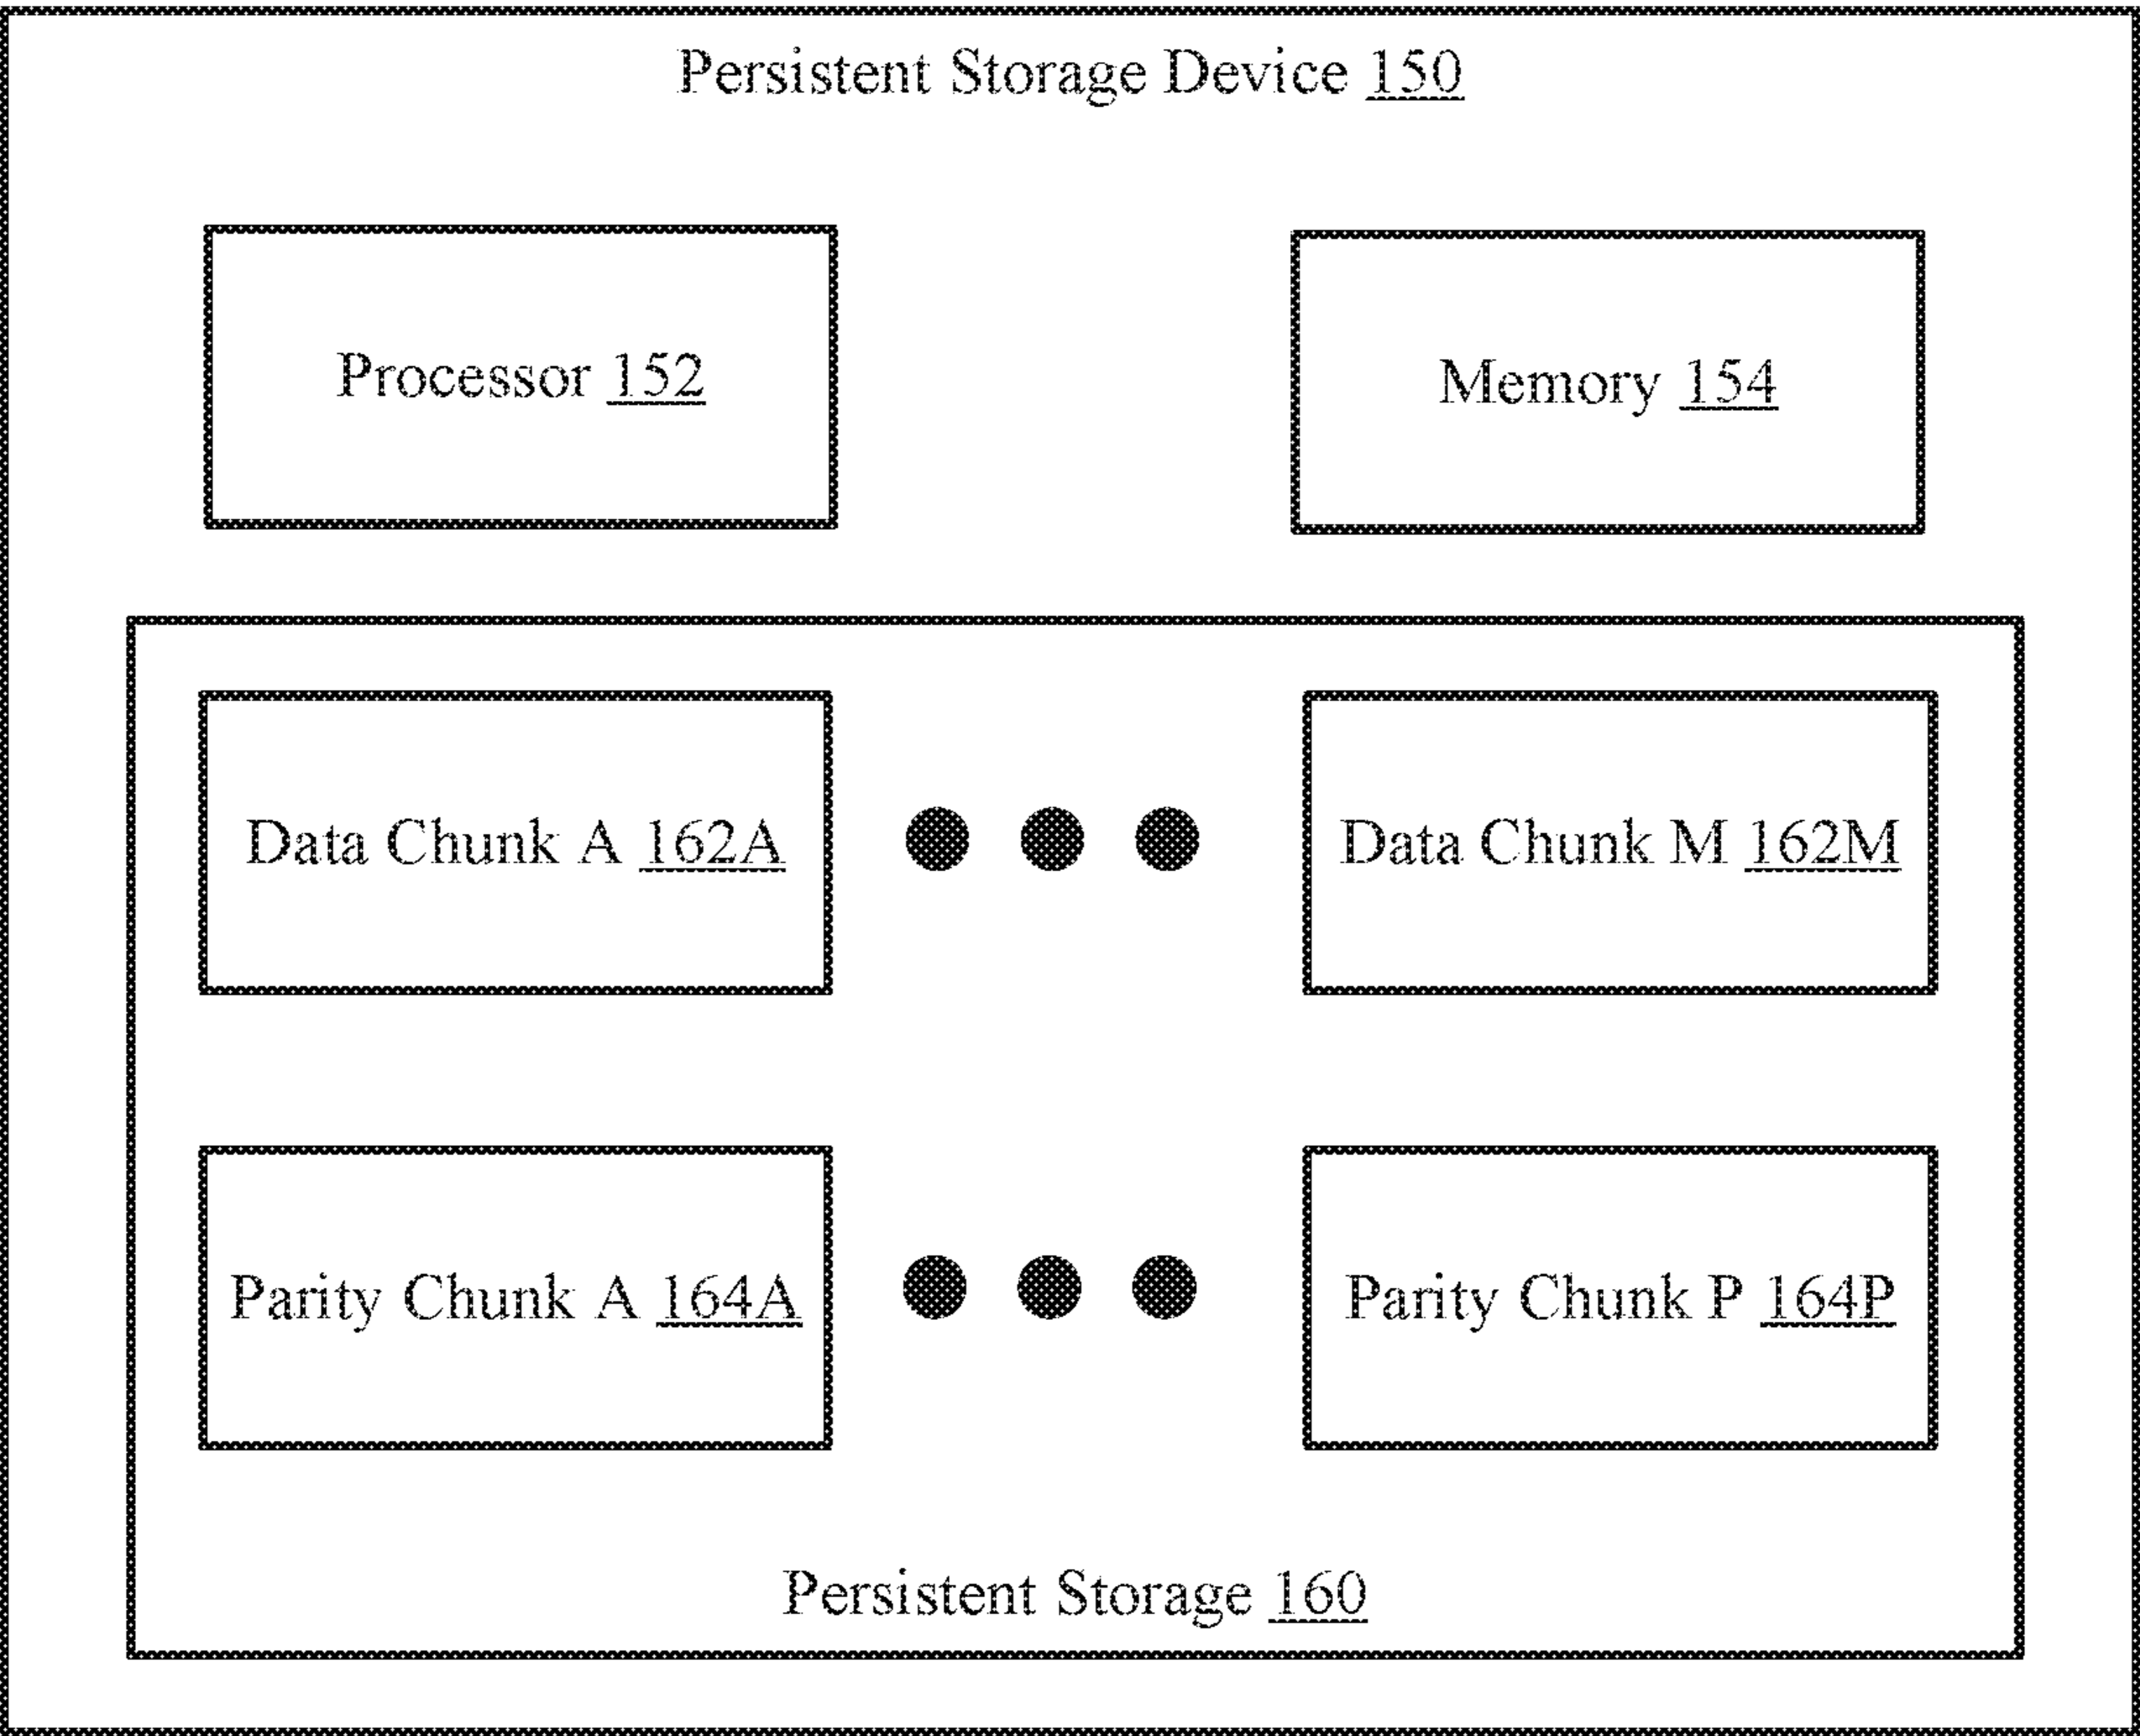 Persistent Storage Device 150
Processor 152
Memory 154
Data Chunk A 162A
Data Chunk M 162M
Parity Chunk A 164A
Parity Chunk P 164P
Persistent Storage 160